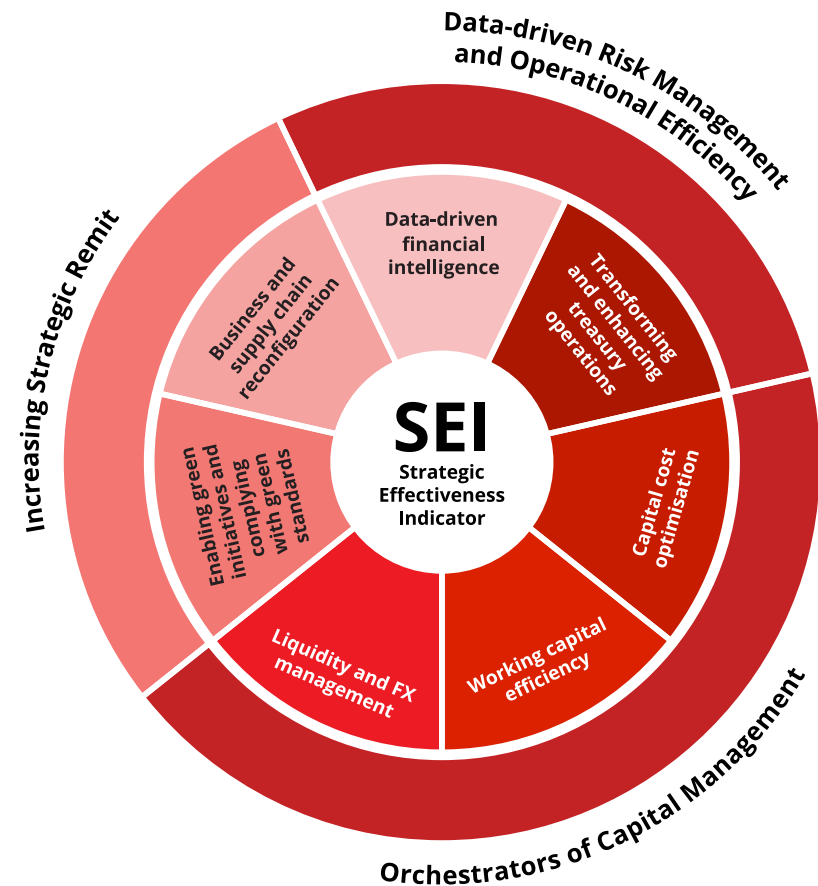 Data-driven Risk Management
and Operational Efficiency
Increasing Strategic Remit
Data-driven
financial
intelligence
Business and
supply chain
reconfiguration
Transforming
and enhancing
treasury
operations
SEI
Strategic
Effectiveness
Indicator
Enabling green
initiatives and
complying
with green
standards
Capital cost
optimisation
Liquidity and FX
management
Working capital
efficiency
Orchestrators of Capital Management